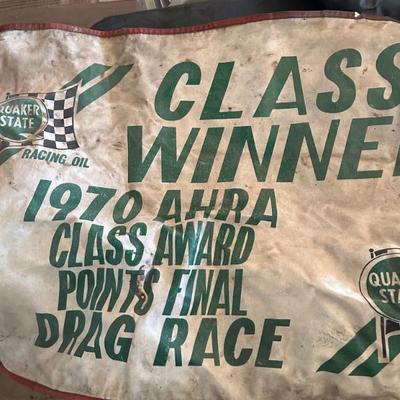 CLASS
WINNE
QUAKER
STATE
RACING OIL
1970 AHRA
CLASS AWARD
POINTS FINAL
DRAG RACE
QUA
STA